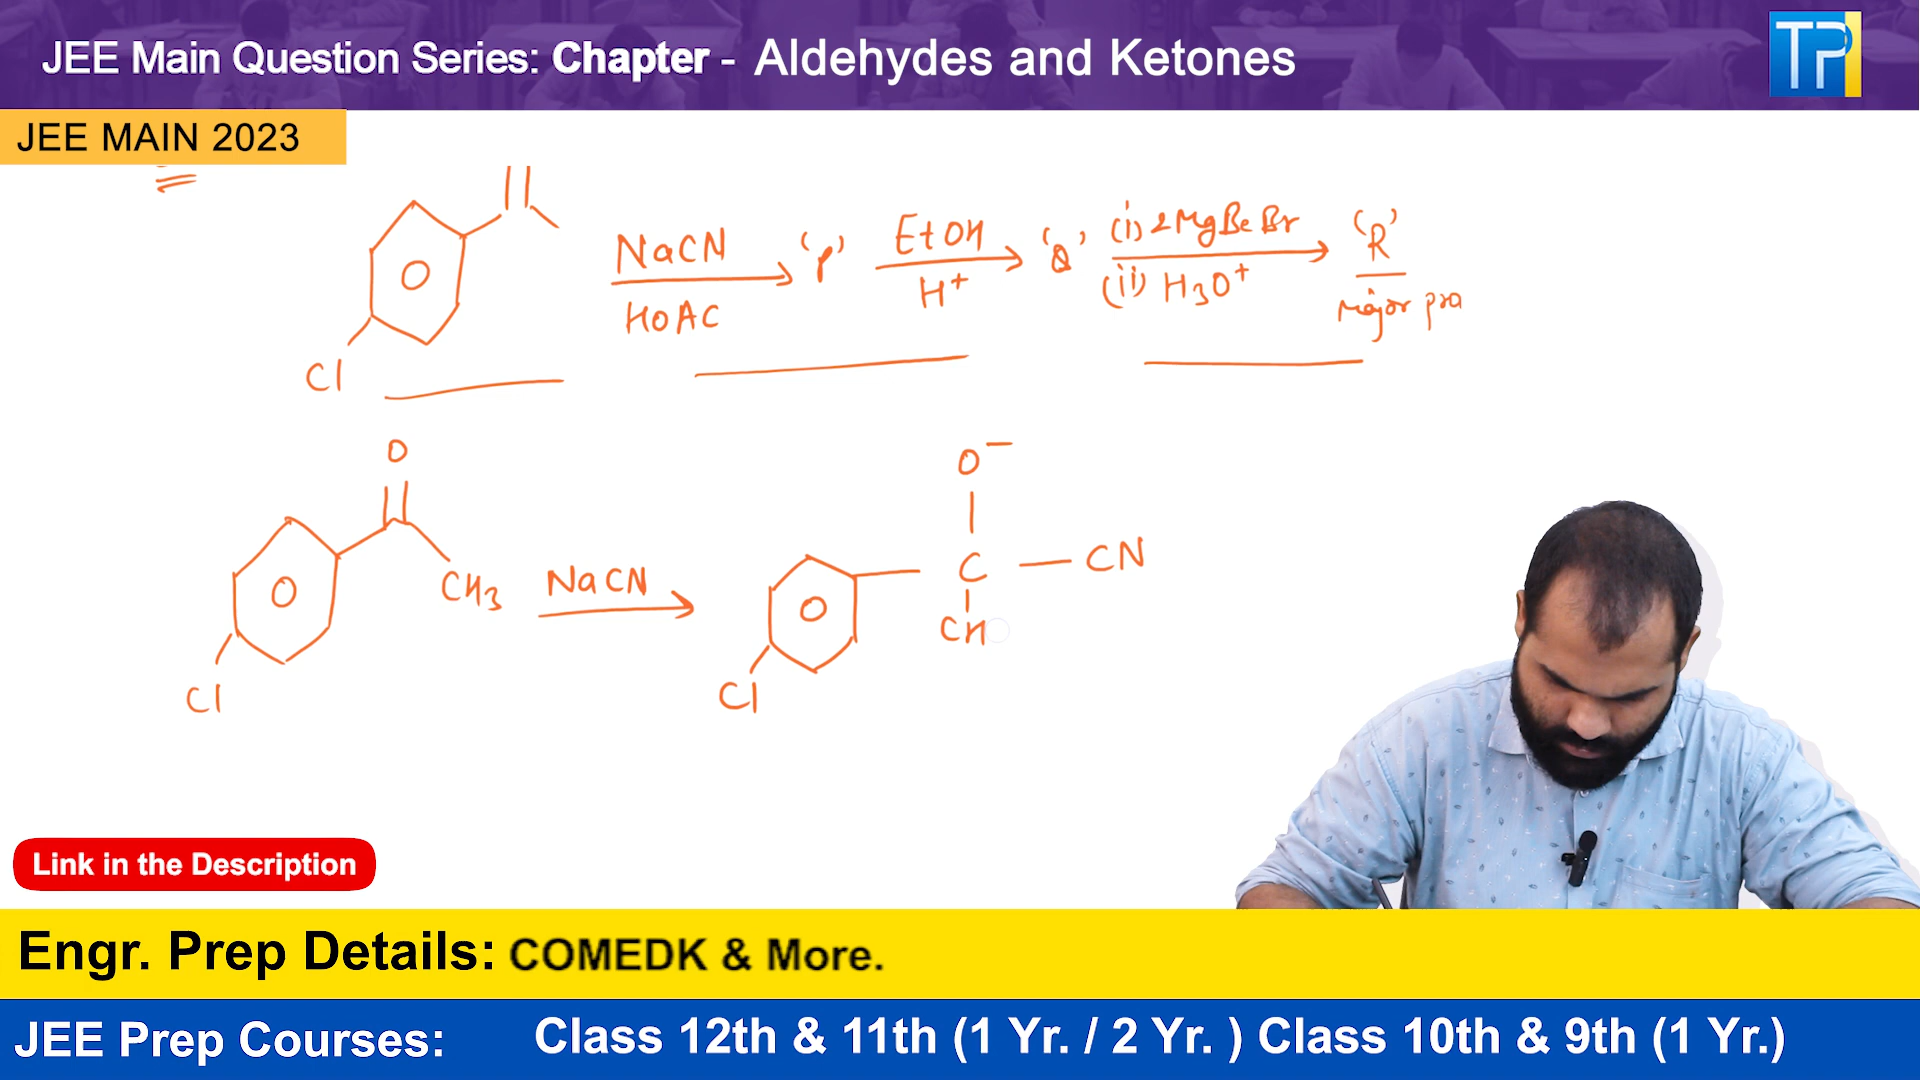 JEE Main Question Series: Chapter - Aldehydes and Ketones
TP
JEE MAIN 2023
NaCN
HOAC
'P'
EtOH
H+
'Q'
(i) 2MgBeBr
(ii) H3O+
'R'
Major pro
Cl
O
CH3
Cl
NaCN
O−
C — CN
CH
Cl
Link in the Description
Engr. Prep Details: COMEDK & More.
JEE Prep Courses: Class 12th & 11th (1 Yr. / 2 Yr. ) Class 10th & 9th (1 Yr.)